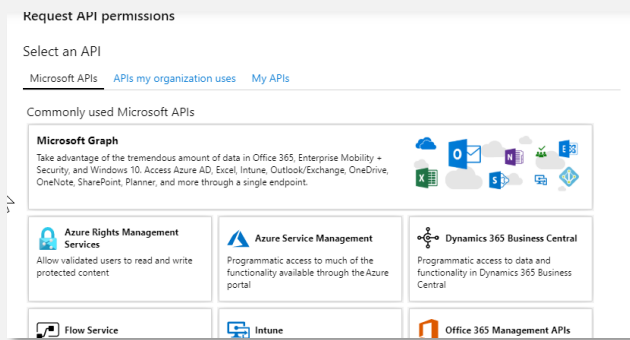 Request API permissions
Select an API
Microsoft APIs APIs my organization uses My APIs
Commonly used Microsoft APIs
Microsoft Graph
Take advantage of the tremendous amount of data in Office 365, Enterprise Mobility +
Security, and Windows 10. Access Azure AD, Excel, Intune, Outlook/Exchange, OneDrive,
OneNote, SharePoint, Planner, and more through a single endpoint.
Azure Rights Management
Services
Allow validated users to read and write
protected content
Azure Service Management
Programmatic access to much of the
functionality available through the Azure
portal
Dynamics 365 Business Central
Programmatic access to data and
functionality in Dynamics 365 Business
Central
Flow Service
Intune
Office 365 Management APIs